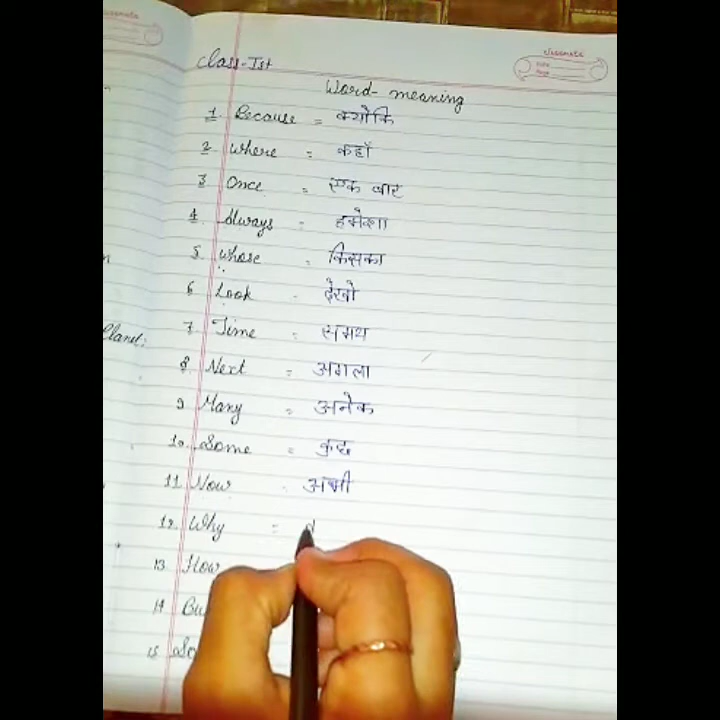 classmate
Class-Ist
Word-meaning
1 Because = क्योकि
2 Where = कहाँ
3 Once = एक बार
4 Always = हमेशा
5 Whose = किसका
6 Look = देखो
7 Time = समय
8 Next = अगला
9 Many = अनेक
10 Some = कुछ
11 Now = अभी
12 Why =
13 How
14 Bu
15 So